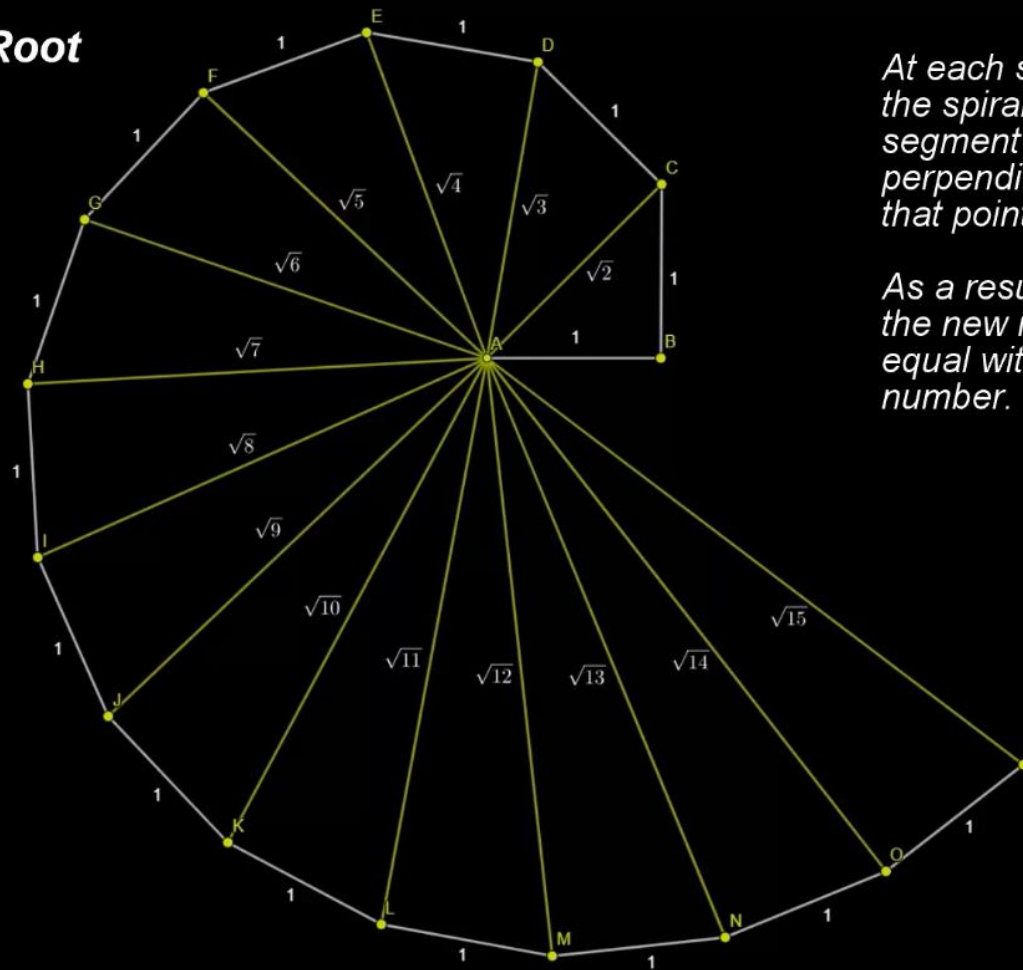 Root
At each s
the spira
segment
perpendi
that point
As a resu
the new r
equal wit
number.
E
1
1
D
F
1
1
C
√4
√5
√3
G
√6
√2
1
1
1
A
B
√7
H
√8
1
√9
I
√10
√15
1
√11
√12
√13
√14
J
1
K
1
O
1
L
M
N
1
1
1